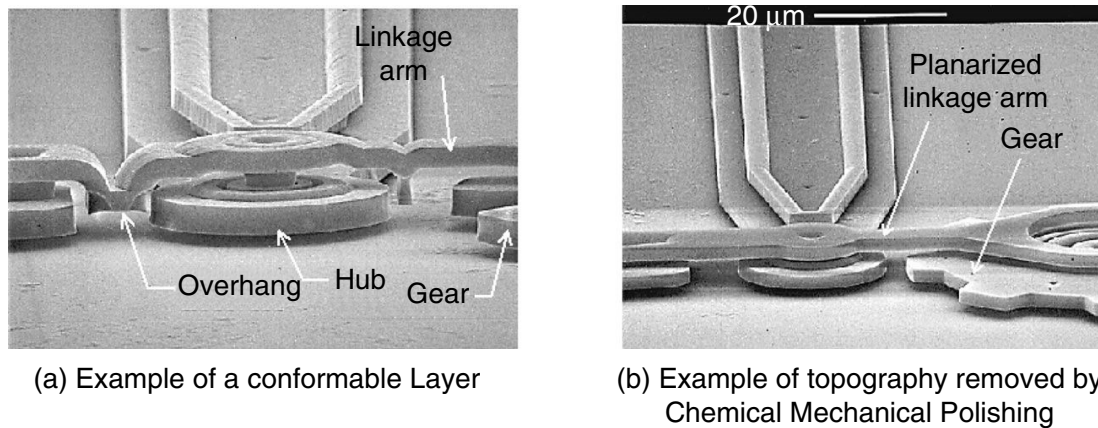 Linkage
arm
Overhang
Hub
Gear
(a) Example of a conformable Layer
20 μm
Planarized
linkage arm
Gear
(b) Example of topography removed by
Chemical Mechanical Polishing